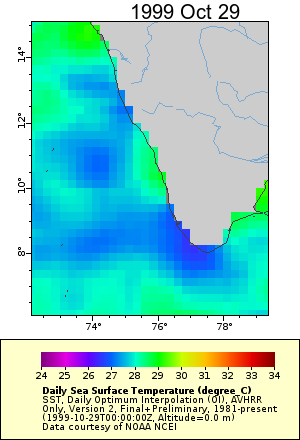 1999 Oct 29
14°
12°
10°
8°
74°
76°
78°
24 25 26 27 28 29 30 31 32 33 34
Daily Sea Surface Temperature (degree_C)
SST, Daily Optimum Interpolation (OI), AVHRR
Only, Version 2, Final+Preliminary, 1981-present
(1999-10-29T00:00:00Z, Altitude=0.0 m)
Data courtesy of NOAA NCEI